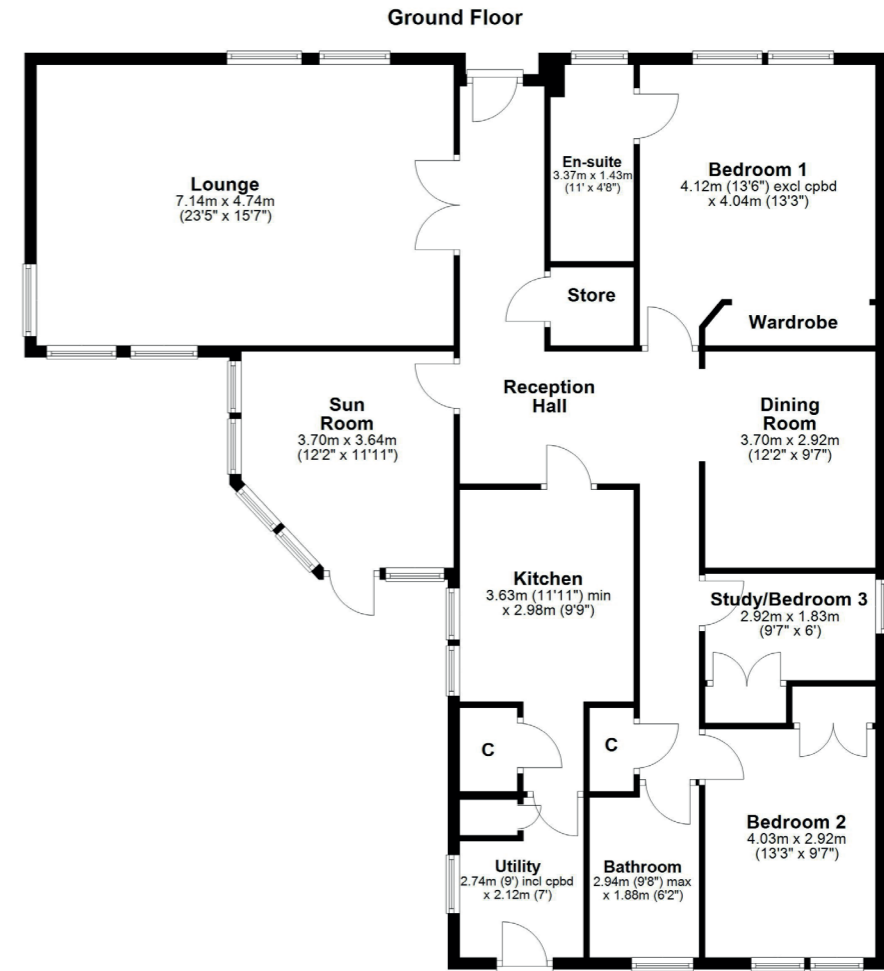 Ground Floor
Lounge
7.14m x 4.74m
(23'5" x 15'7")
En-suite
3.37m x 1.43m
(11' x 4'8")
Bedroom 1
4.12m (13'6") excl cpbd
x 4.04m (13'3")
Store
Wardrobe
Reception
Hall
Sun
Room
3.70m x 3.64m
(12'2" x 11'11")
Dining
Room
3.70m x 2.92m
(12'2" x 9'7")
Kitchen
3.63m (11'11") min
x 2.98m (9'9")
Study/Bedroom 3
2.92m x 1.83m
(9'7" x 6')
C
C
Bedroom 2
4.03m x 2.92m
(13'3" x 9'7")
Utility
2.74m (9') incl cpbd
x 2.12m (7')
Bathroom
2.94m (9'8") max
x 1.88m (6'2")